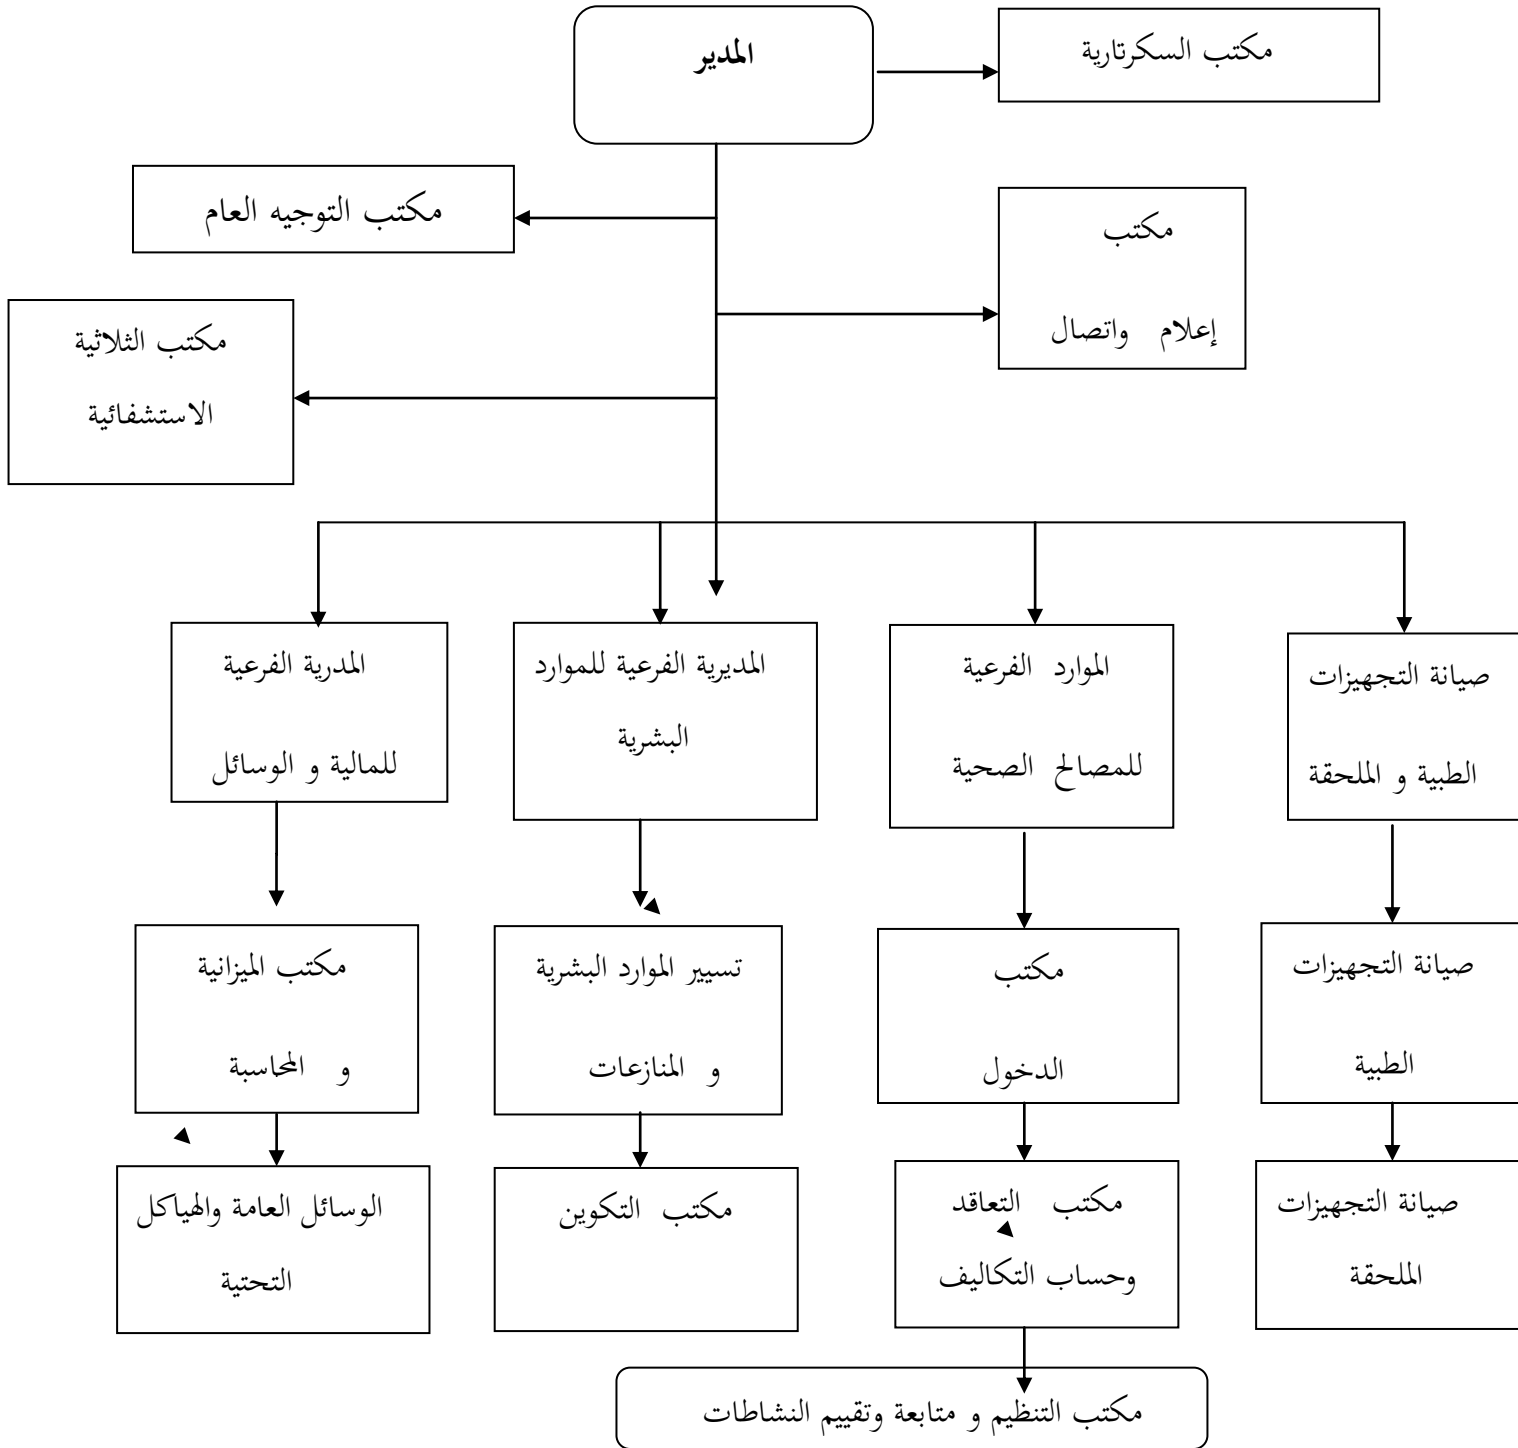 المدير
مكتب السكرتارية
مكتب التوجيه العام
مكتب
إعلام واتصال
مكتب الثلاثية
الاستشفائية
صيانة التجهيزات
الطبية و الملحقة
الموارد الفرعية
للمصالح الصحية
المديرية الفرعية للموارد
البشرية
المدرية الفرعية
للمالية و الوسائل
صيانة التجهيزات
الطبية
مكتب
الدخول
تسيير الموارد البشرية
و المنازعات
مكتب الميزانية
و المحاسبة
صيانة التجهيزات
الملحقة
مكتب التعاقد
وحساب التكاليف
مكتب التكوين
الوسائل العامة والهياكل
التحتية
مكتب التنظيم و متابعة وتقييم النشاطات